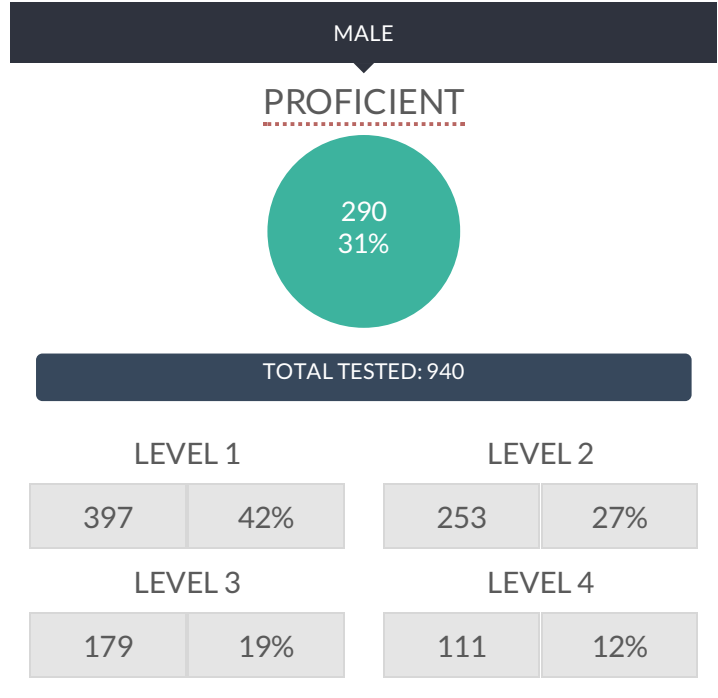 MALE
PROFICIENT
290
31%
TOTAL TESTED: 940
LEVEL 1
397 42%
LEVEL 2
253 27%
LEVEL 3
179 19%
LEVEL 4
111 12%